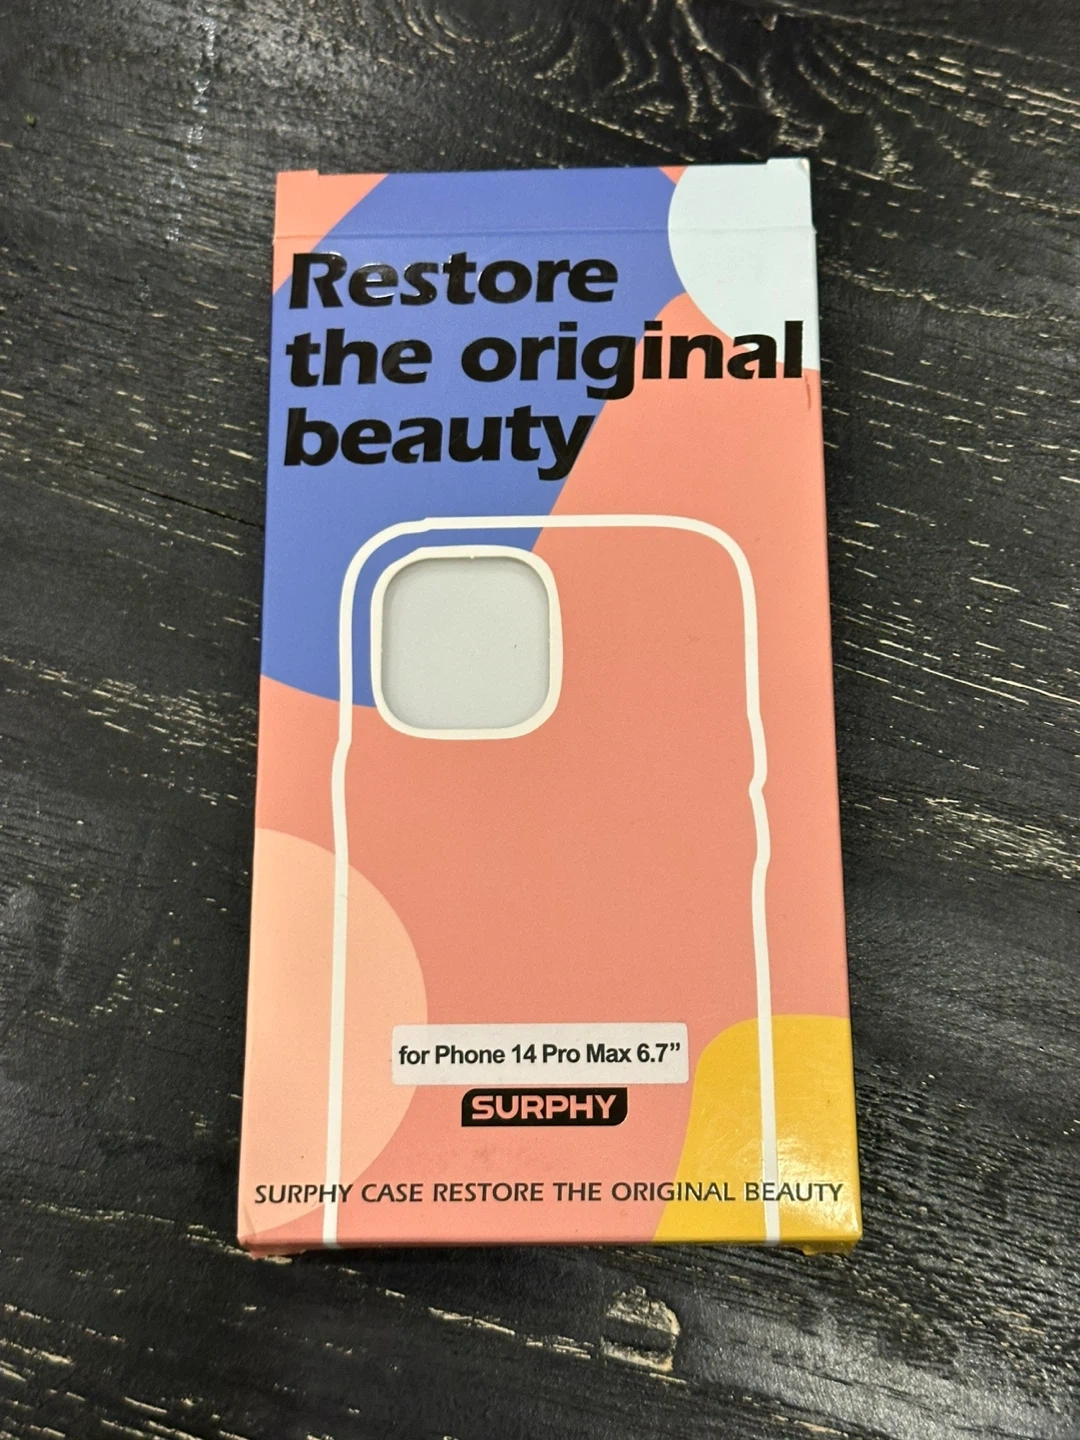 Restore
the original
beauty
for Phone 14 Pro Max 6.7”
SURPHY
SURPHY CASE RESTORE THE ORIGINAL BEAUTY